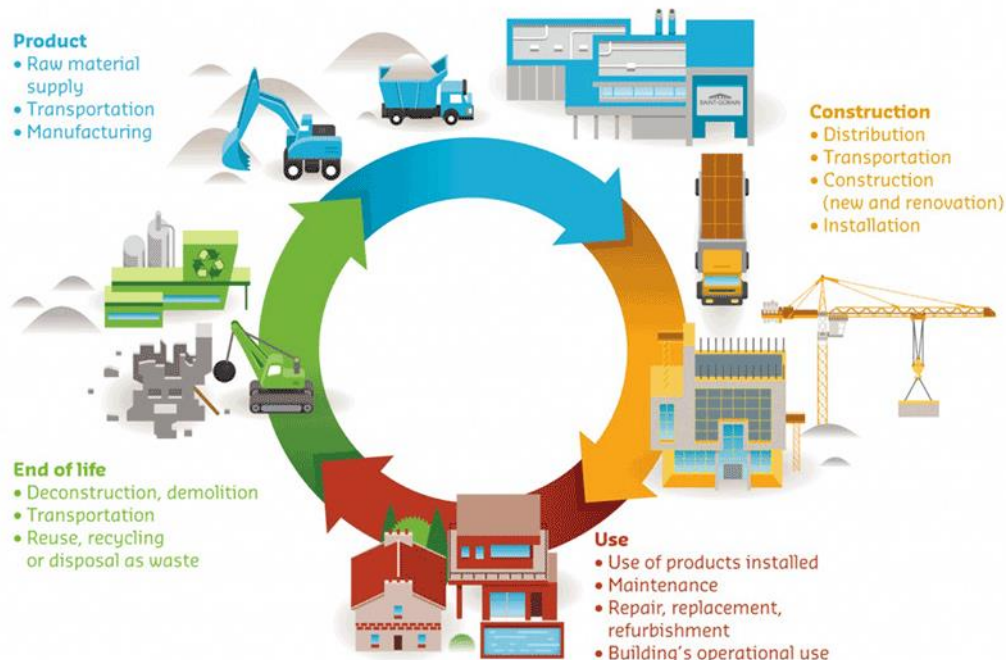 Product
• Raw material
supply
• Transportation
• Manufacturing
SAINT-GOBAIN
Construction
• Distribution
• Transportation
• Construction
(new and renovation)
• Installation
End of life
• Deconstruction, demolition
• Transportation
• Reuse, recycling
or disposal as waste
Use
• Use of products installed
• Maintenance
• Repair, replacement,
refurbishment
• Building's operational use